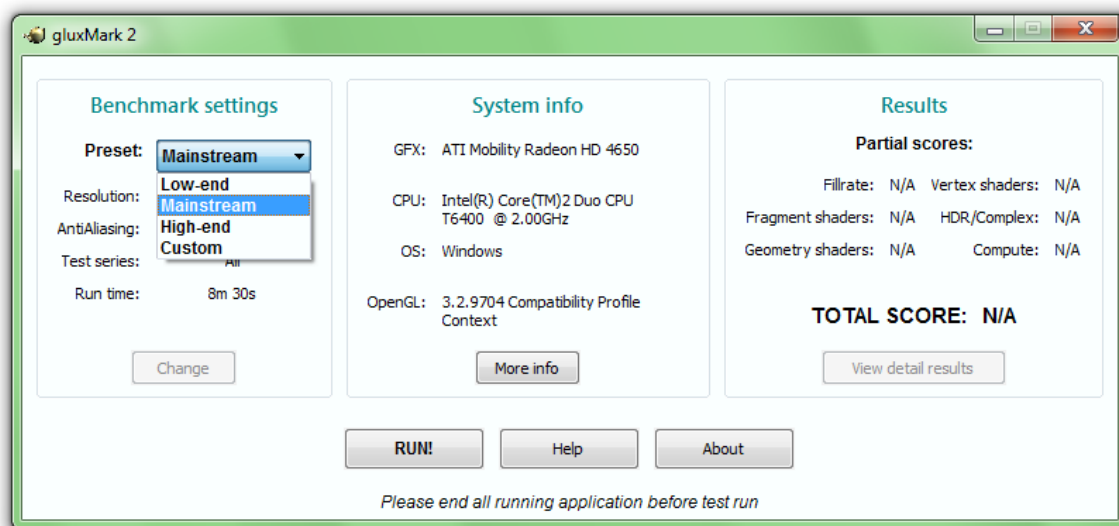 gluxMark 2
Benchmark settings
Preset: Mainstream
Low-end
Mainstream
High-end
Custom
Resolution:
AntiAliasing:
Test series: All
Run time: 8m 30s
Change
System info
GFX: ATI Mobility Radeon HD 4650
CPU: Intel(R) Core(TM)2 Duo CPU
T6400 @ 2.00GHz
OS: Windows
OpenGL: 3.2.9704 Compatibility Profile
Context
More info
Results
Partial scores:
Fillrate: N/A Vertex shaders: N/A
Fragment shaders: N/A HDR/Complex: N/A
Geometry shaders: N/A Compute: N/A
TOTAL SCORE: N/A
View detail results
RUN! Help About
Please end all running application before test run